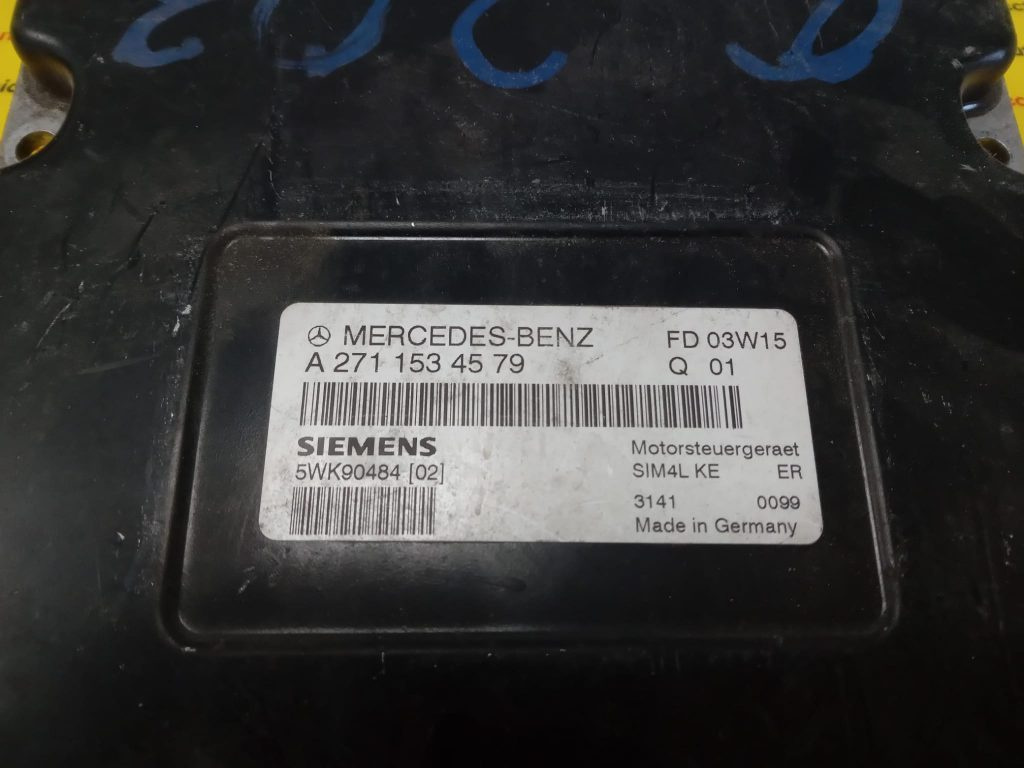 MERCEDES-BENZ FD 03W15
A 271 153 45 79 Q 01
SIEMENS Motorsteuergeraet
5WK90484 [02] SIM4L KE ER
3141 0099
Made in Germany